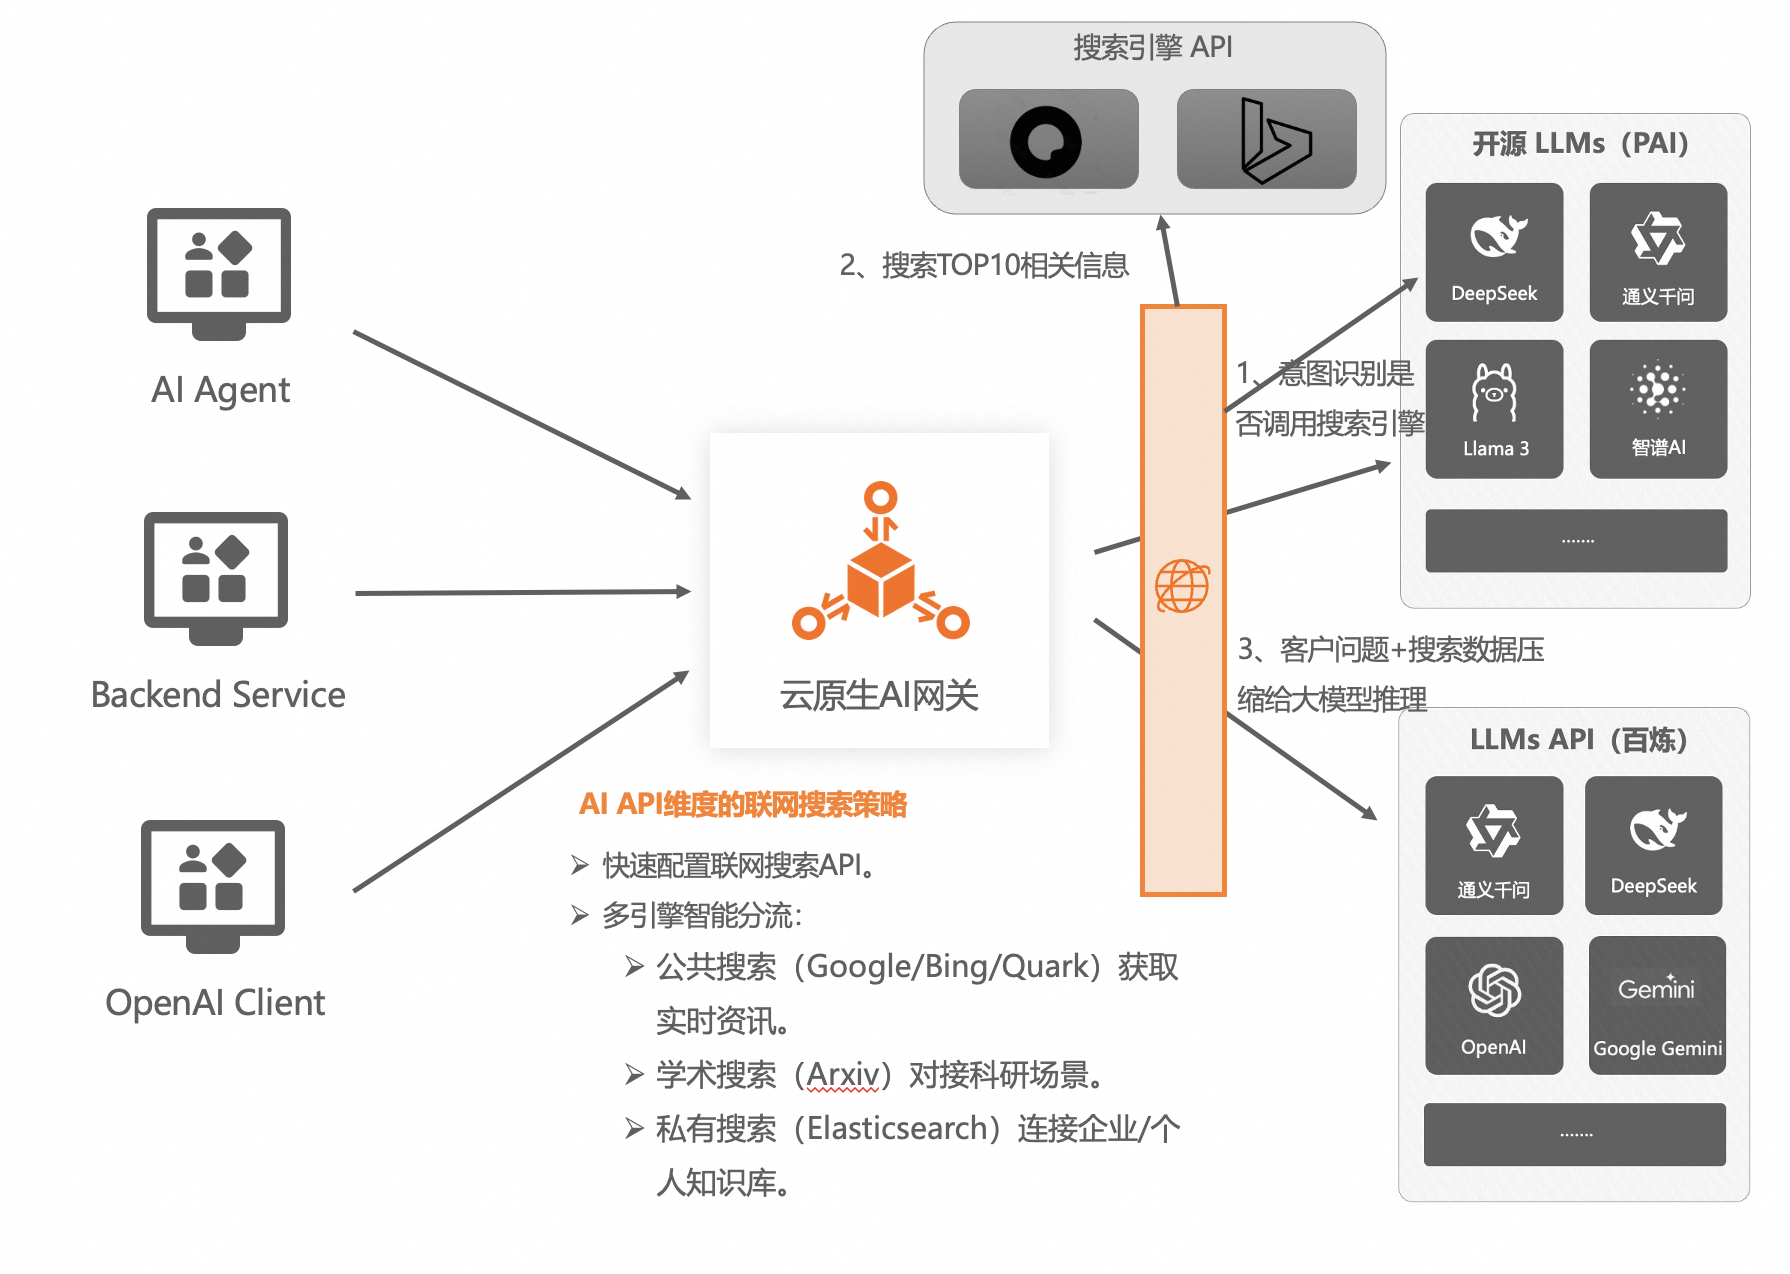 搜索引擎 API
2、搜索TOP10相关信息
AI Agent
Backend Service
OpenAI Client
云原生AI网关
1、意图识别是
否调用搜索引擎
3、客户问题+搜索数据压
缩给大模型推理
开源 LLMs（PAI）
DeepSeek
通义千问
Llama 3
智谱AI
.......
LLMs API（百炼）
通义千问
DeepSeek
OpenAI
Gemini
Google Gemini
.......
AI API维度的联网搜索策略
➢ 快速配置联网搜索API。
➢ 多引擎智能分流：
➢ 公共搜索（Google/Bing/Quark）获取
实时资讯。
➢ 学术搜索（Arxiv）对接科研场景。
➢ 私有搜索（Elasticsearch）连接企业/个
人知识库。